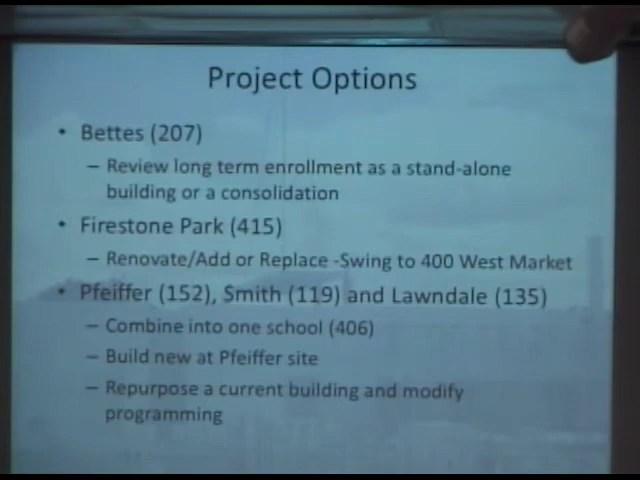 Project Options
• Bettes (207)
– Review long term enrollment as a stand-alone
building or a consolidation
• Firestone Park (415)
– Renovate/Add or Replace -Swing to 400 West Market
• Pfeiffer (152), Smith (119) and Lawndale (135)
– Combine into one school (406)
– Build new at Pfeiffer site
– Repurpose a current building and modify
programming